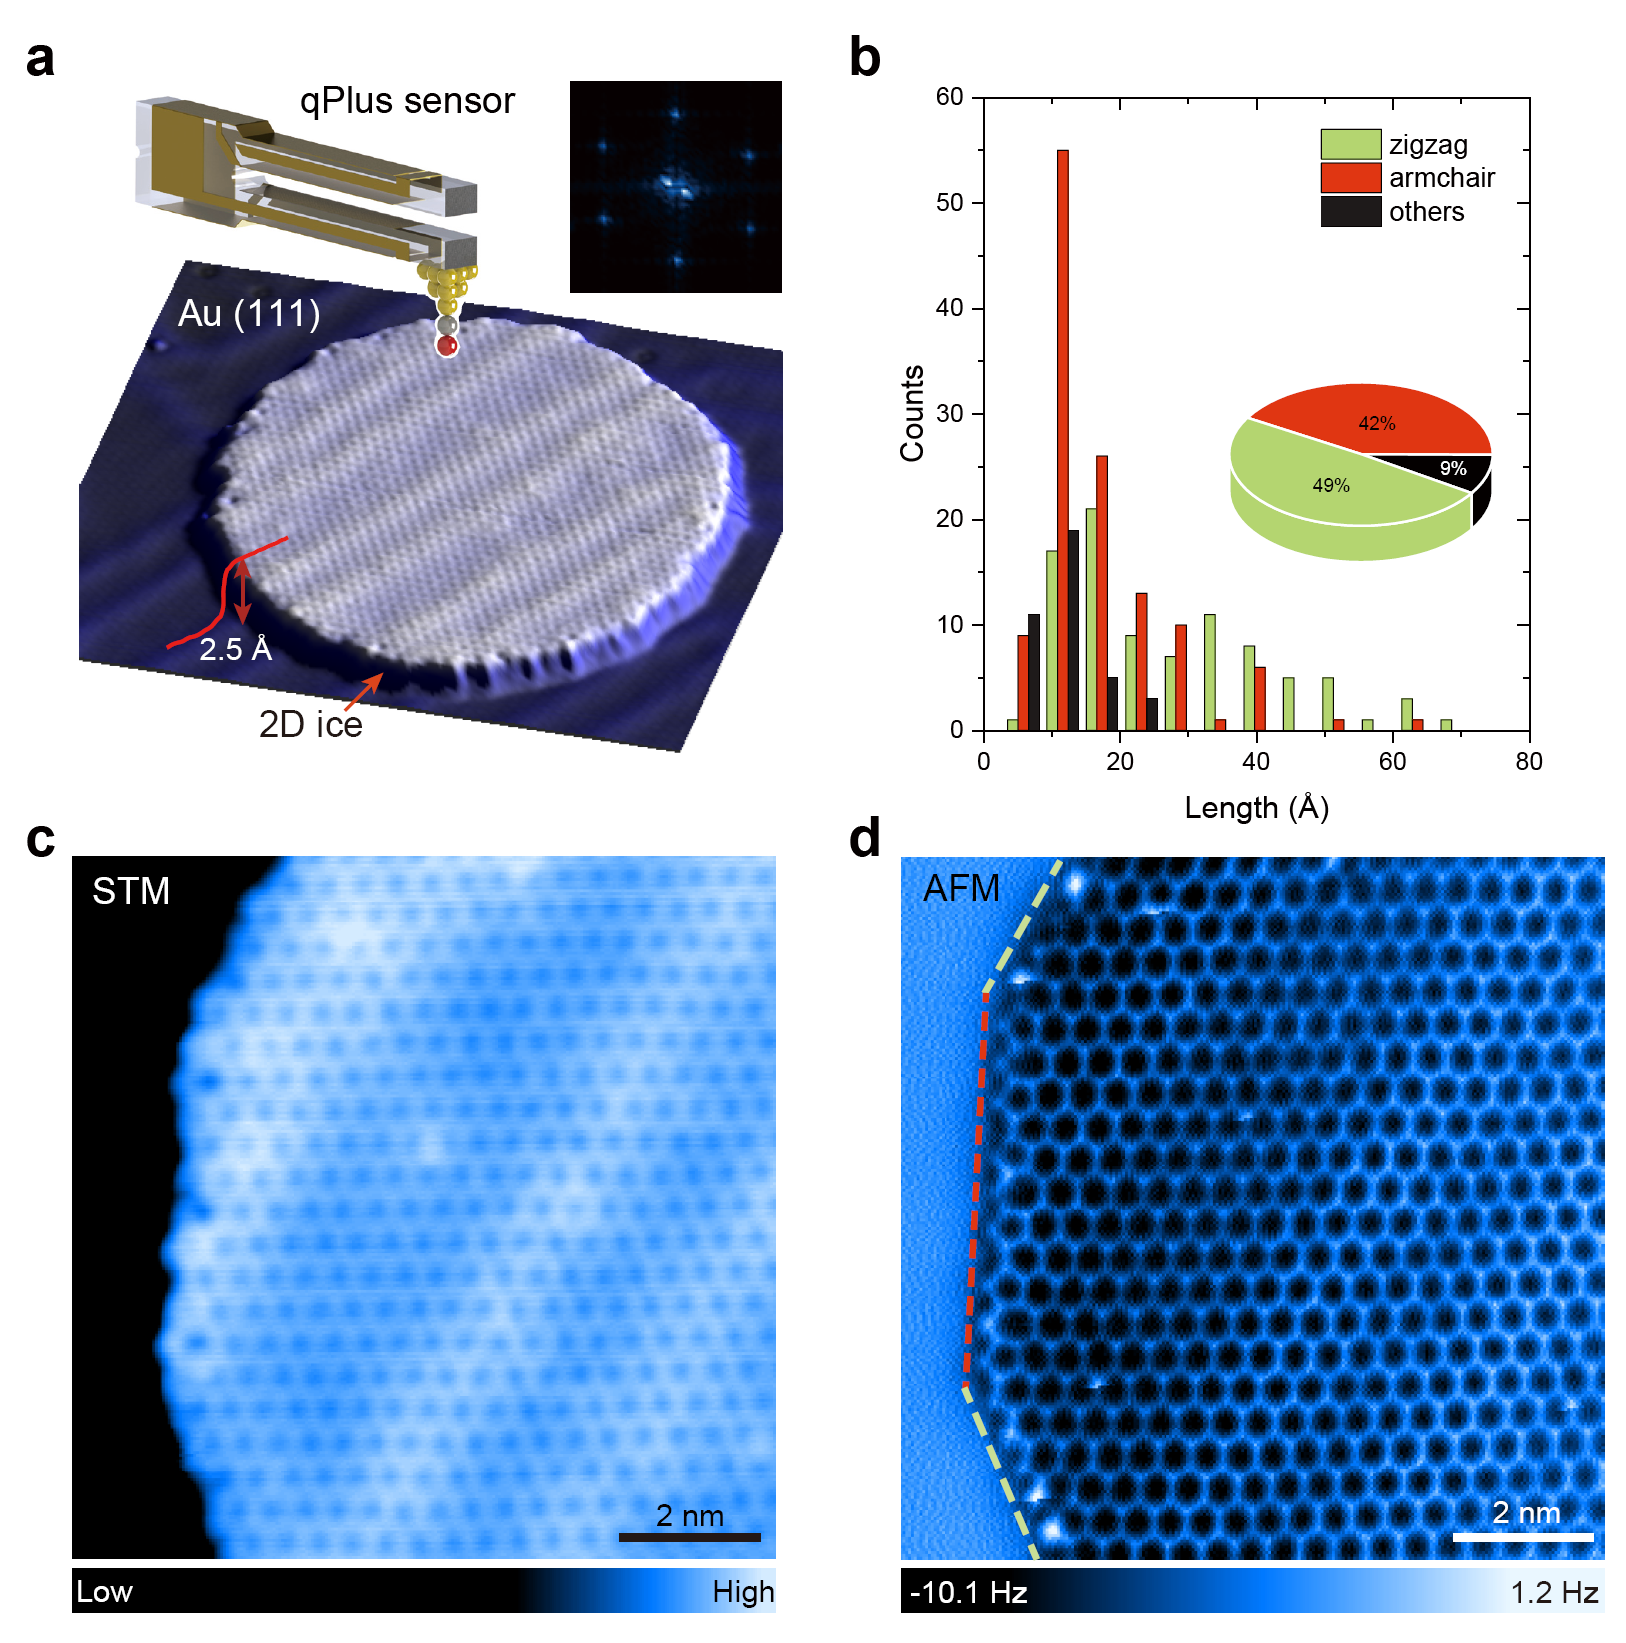 a
qPlus sensor
Au (111)
2.5 Å
2D ice
b
60
50
40
30
20
10
0
Counts
zigzag
armchair
others
42%
9%
49%
0 20 40 60 80
Length (Å)
c
STM
2 nm
Low High
d
AFM
2 nm
-10.1 Hz 1.2 Hz